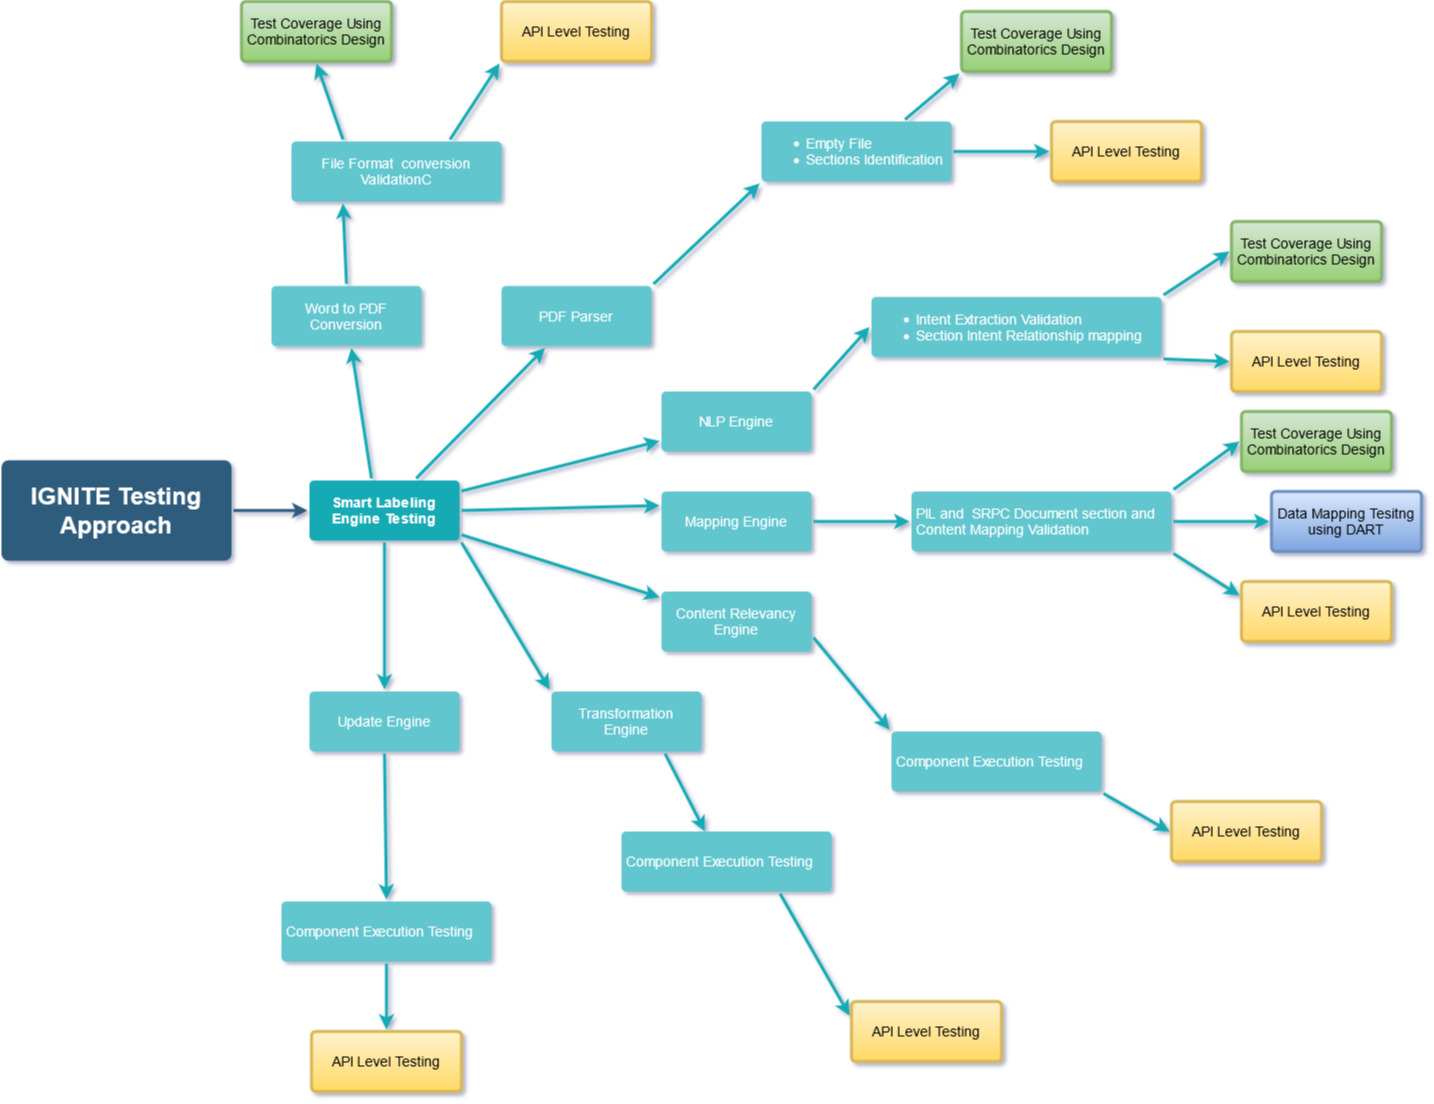 Test Coverage Using
Combinatorics Design
API Level Testing
Test Coverage Using
Combinatorics Design
File Format  conversion
ValidationC
Empty File
Sections Identification
API Level Testing
Test Coverage Using
Combinatorics Design
Word to PDF
Conversion
PDF Parser
Intent Extraction Validation
Section Intent Relationship mapping
API Level Testing
NLP Engine
Test Coverage Using
Combinatorics Design
IGNITE Testing
Approach
Smart Labeling
Engine Testing
Mapping Engine
PIL and  SRPC Document section and
Content Mapping Validation
Data Mapping Tesitng
using DART
Content Relevancy
Engine
API Level Testing
Update Engine
Transformation
Engine
Component Execution Testing
API Level Testing
Component Execution Testing
Component Execution Testing
API Level Testing
API Level Testing